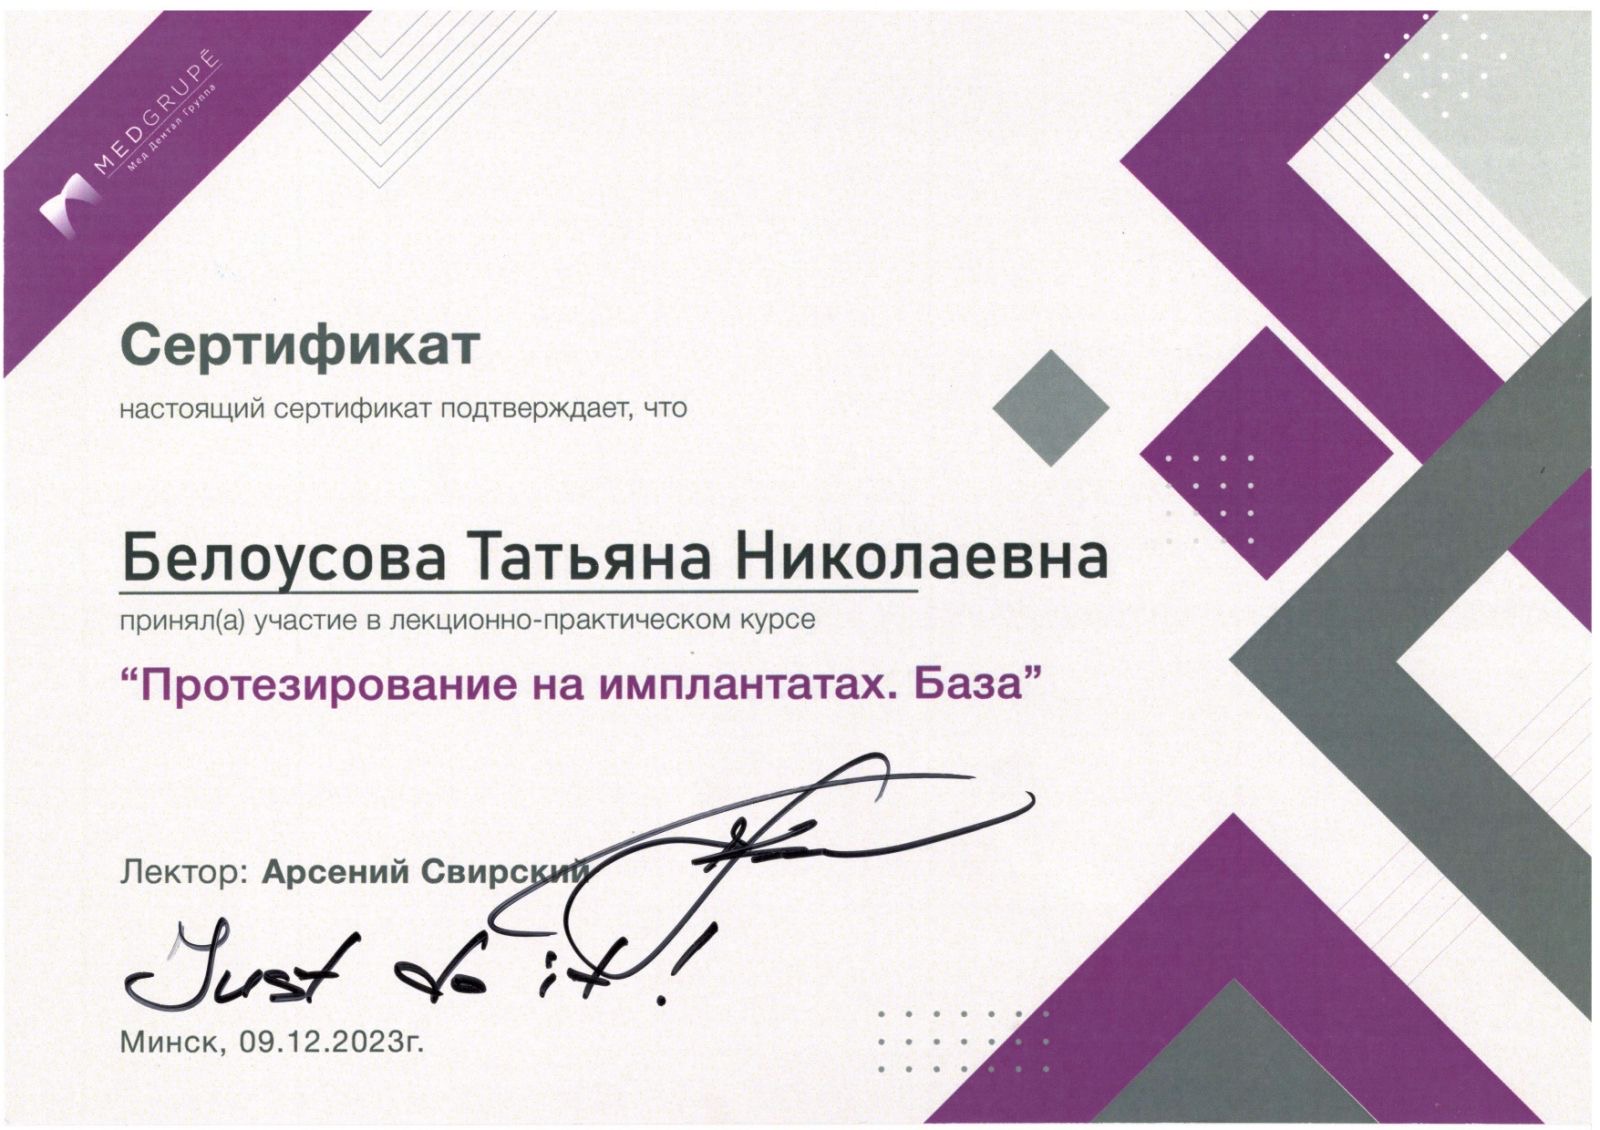 MEDGRUPĖ
Мед Дентал Группа
Сертификат
настоящий сертификат подтверждает, что
Белоусова Татьяна Николаевна
принял(а) участие в лекционно-практическом курсе
“Протезирование на имплантатах. База”
Лектор: Арсений Свирский
Just do it!
Минск, 09.12.2023г.